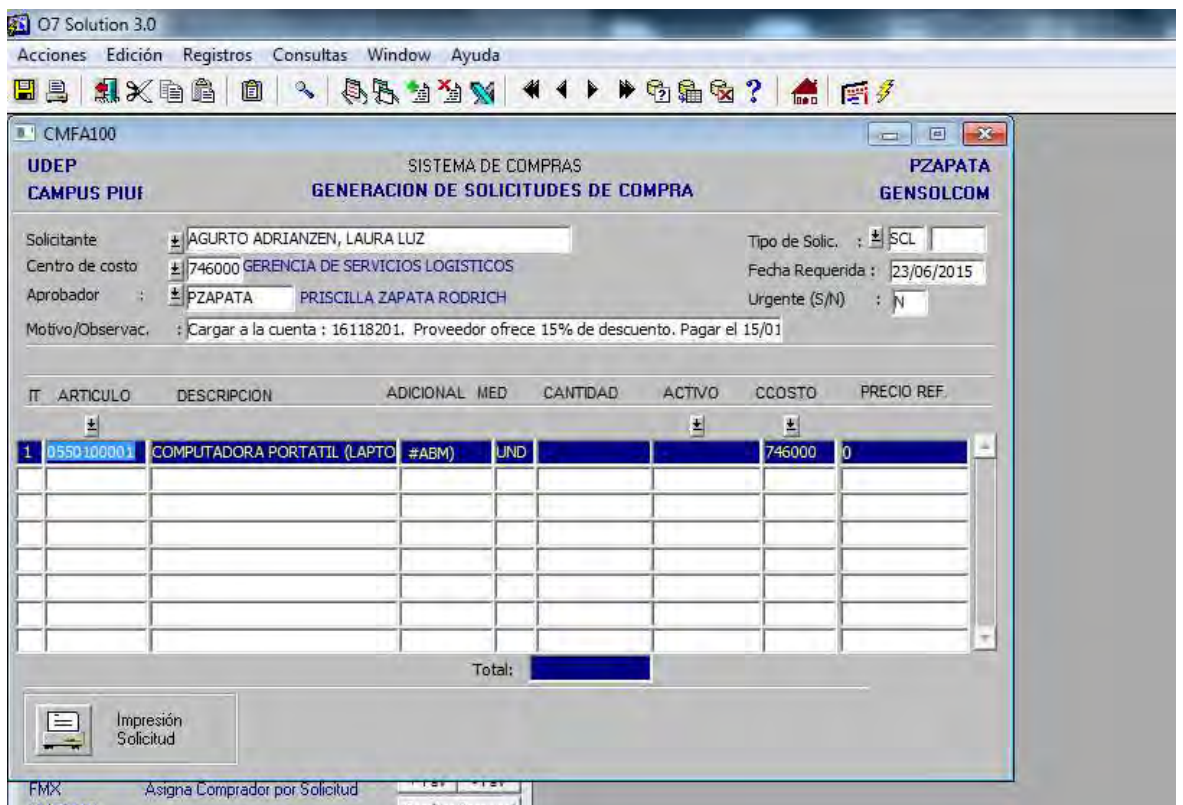 O7 Solution 3.0
Acciones Edición Registros Consultas Window Ayuda
CMFA100
UDEP SISTEMA DE COMPRAS PZAPATA
CAMPUS PIUF GENERACION DE SOLICITUDES DE COMPRA GENSOLCOM
Solicitante AGURTO ADRIANZEN, LAURA LUZ Tipo de Solic. : SCL
Centro de costo 746000 GERENCIA DE SERVICIOS LOGISTICOS Fecha Requerida : 23/06/2015
Aprobador : PZAPATA PRISCILLA ZAPATA RODRICH Urgente (S/N) : N
Motivo/Observac. : Cargar a la cuenta : 16118201. Proveedor ofrece 15% de descuento. Pagar el 15/01
IT ARTICULO DESCRIPCION ADICIONAL MED CANTIDAD ACTIVO CCOSTO PRECIO REF.
1 0550100001 COMPUTADORA PORTATIL (LAPTO #ABM) UND 746000 0
Total:
Impresión
Solicitud
FMX Asigna Comprador por Solicitud